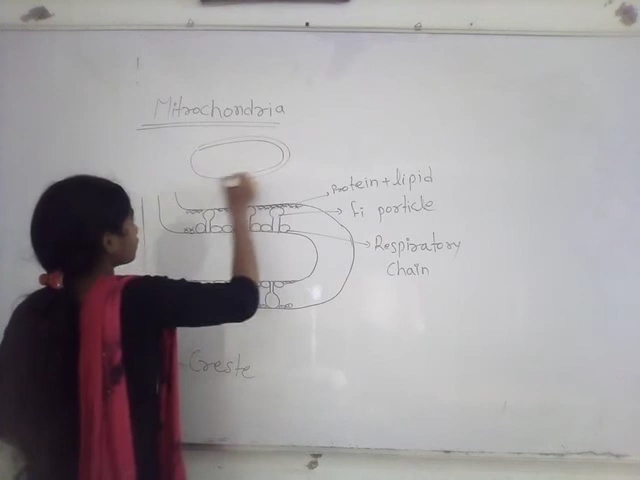 Mitrochondria
Protein + lipid
Fi particle
Respiratory
Chain
Creste